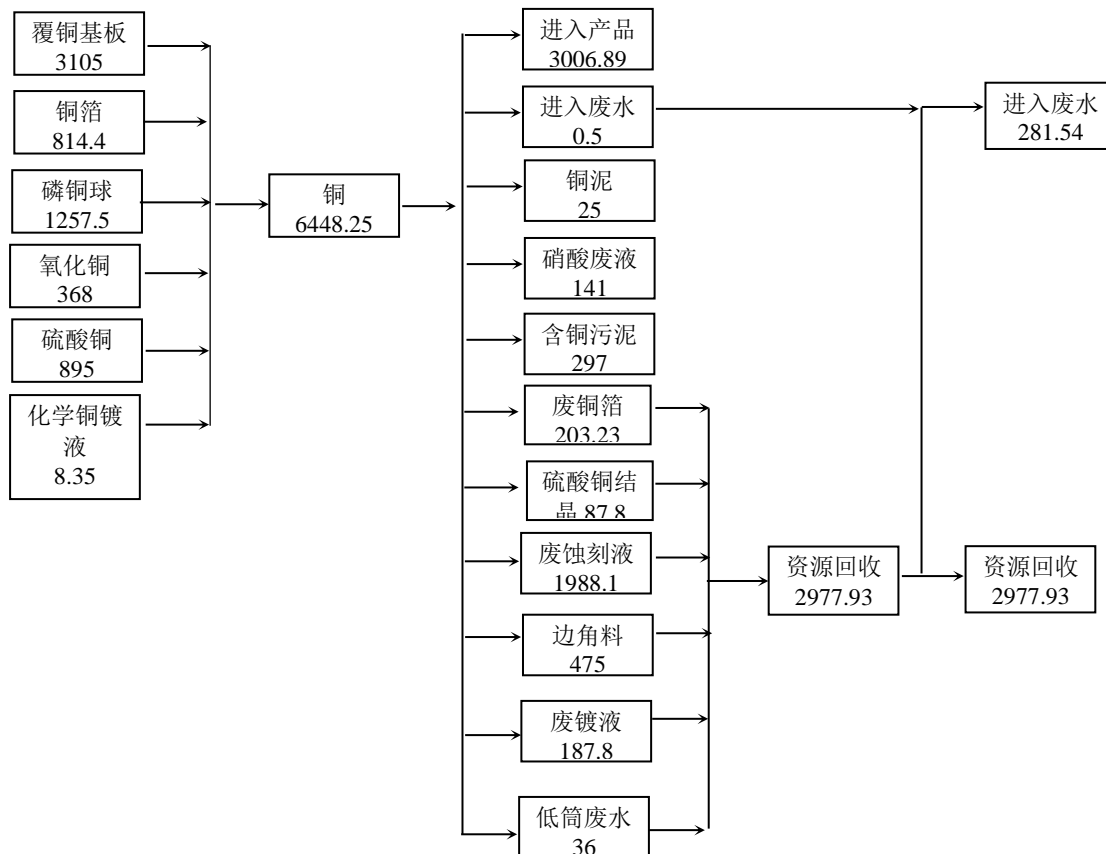 覆铜基板
3105
铜箔
814.4
磷铜球
1257.5
氧化铜
368
硫酸铜
895
化学铜镀
液
8.35
铜
6448.25
进入产品
3006.89
进入废水
0.5
铜泥
25
硝酸废液
141
含铜污泥
297
废铜箔
203.23
硫酸铜结
晶 87.8
废蚀刻液
1988.1
边角料
475
废镀液
187.8
低筒废水
36
资源回收
2977.93
进入废水
281.54
资源回收
2977.93